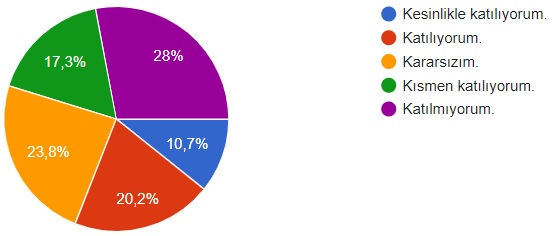 28%
17,3%
10,7%
23,8%
20,2%
Kesinlikle katılıyorum.
Katılıyorum.
Kararsızım.
Kısmen katılıyorum.
Katılmıyorum.